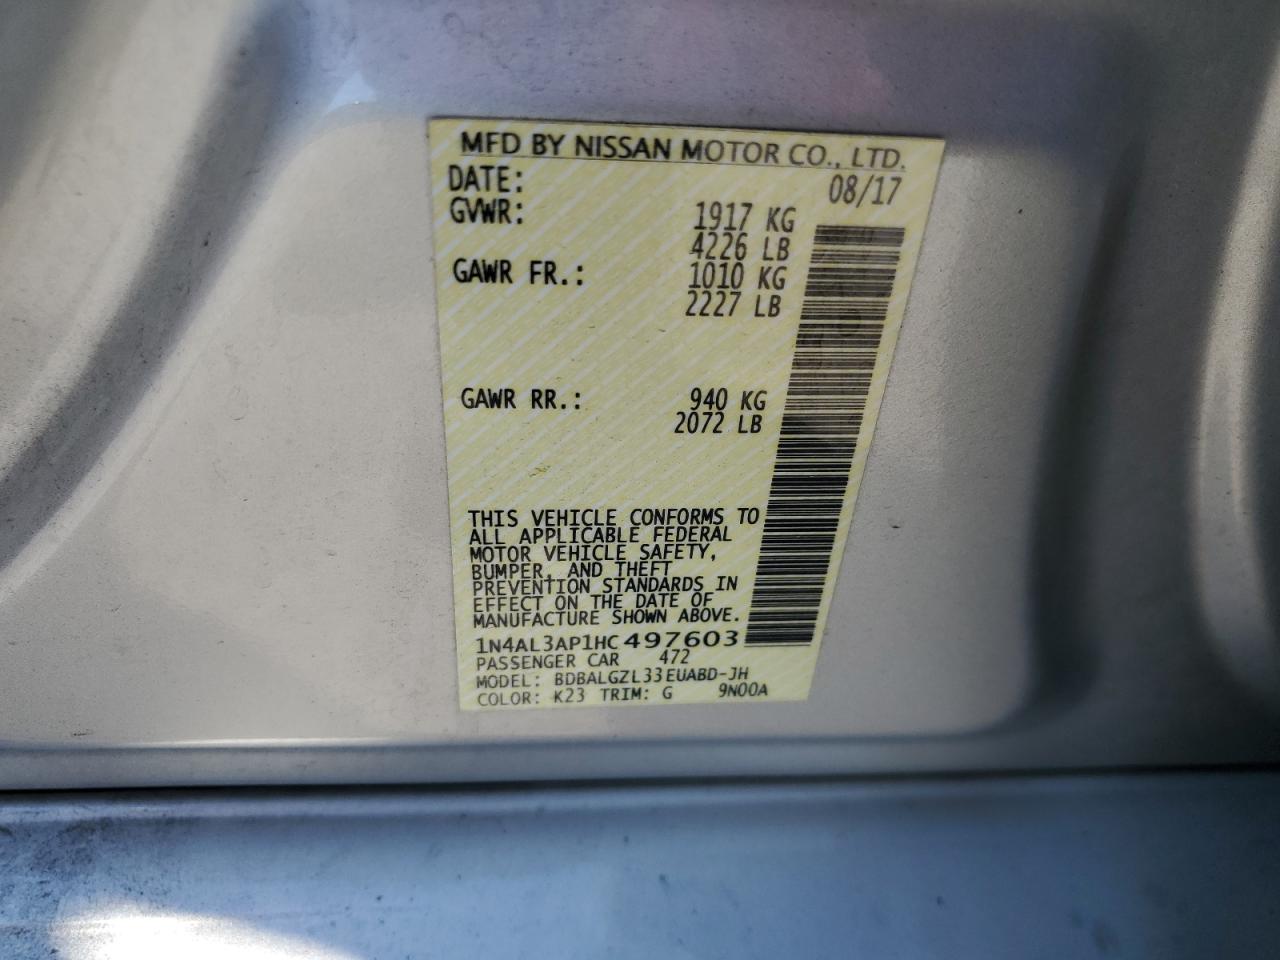 MFD BY NISSAN MOTOR CO., LTD.
DATE: 08/17
GVWR: 1917 KG
4226 LB
GAWR FR.: 1010 KG
2227 LB
GAWR RR.: 940 KG
2072 LB
THIS VEHICLE CONFORMS TO
ALL APPLICABLE FEDERAL
MOTOR VEHICLE SAFETY,
BUMPER, AND THEFT
PREVENTION STANDARDS IN
EFFECT ON THE DATE OF
MANUFACTURE SHOWN ABOVE.
1N4AL3AP1HC497603
PASSENGER CAR 472
MODEL: BDBALGZL33EUABD-JH
COLOR: K23 TRIM: G 9N00A